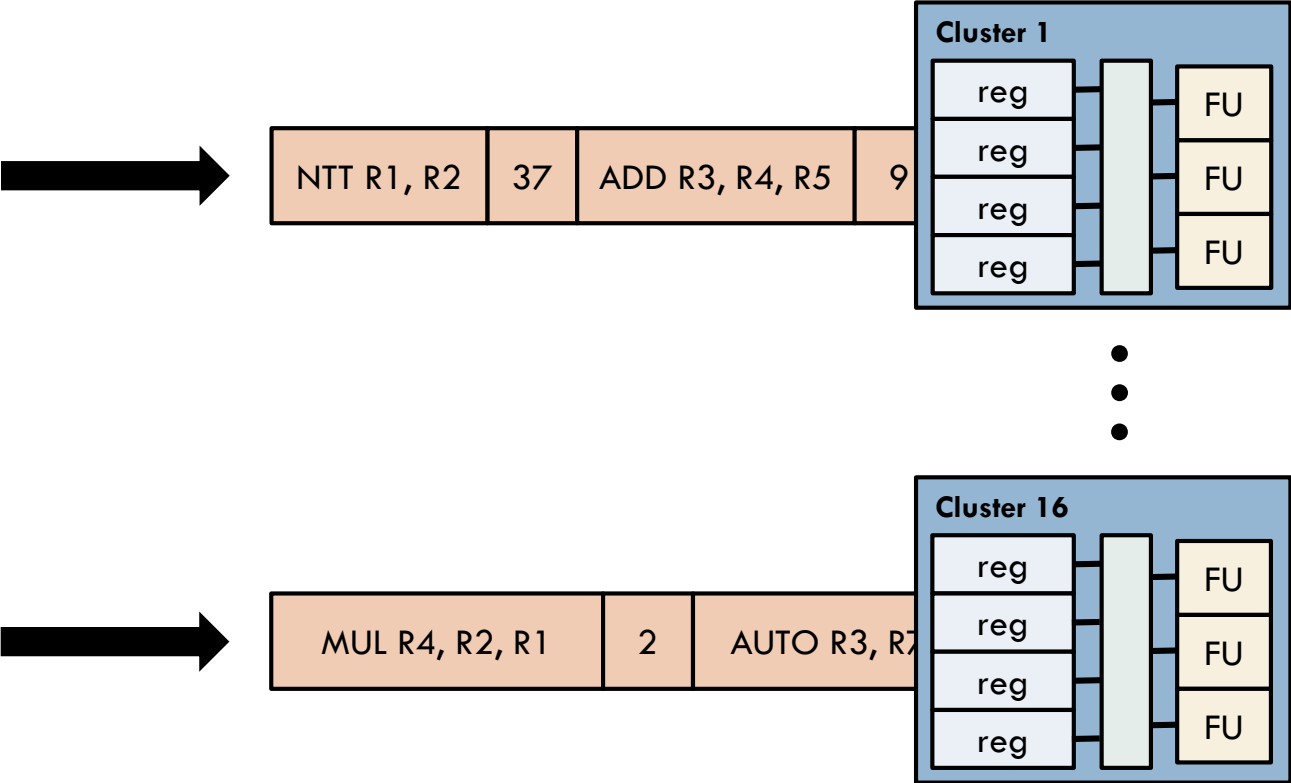 Cluster 1
reg
FU
reg
NTT R1, R2 37 ADD R3, R4, R5 9
FU
reg
FU
reg
Cluster 16
reg
FU
reg
MUL R4, R2, R1 2 AUTO R3, R7
FU
reg
FU
reg